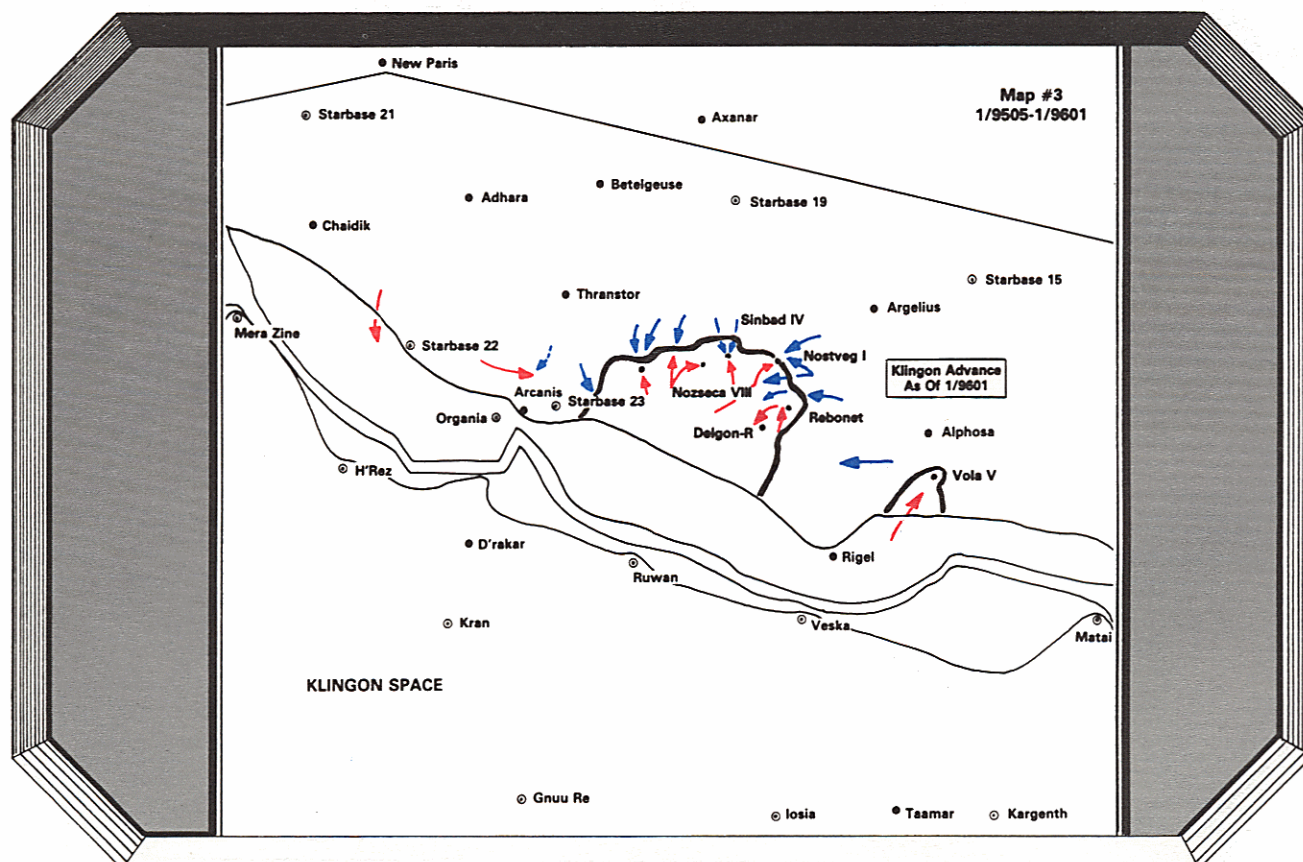 New Paris
Map #3
1/9505-1/9601
Starbase 21
Axanar
Betelgeuse
Adhara
Starbase 19
Chaidik
Starbase 15
Thranstor
Argelius
Sinbad IV
Mera Zine
Starbase 22
Nostveg I
Klingon Advance
As Of 1/9601
Arcanis
Nozseca VIII
Starbase 23
Organia
Rebonet
Delgon-R
Alphosa
H'Rez
Vola V
D'rakar
Rigel
Ruwan
Kran
Veska
Matai
KLINGON SPACE
Gnuu Re
Iosia
Taamar
Kargenth